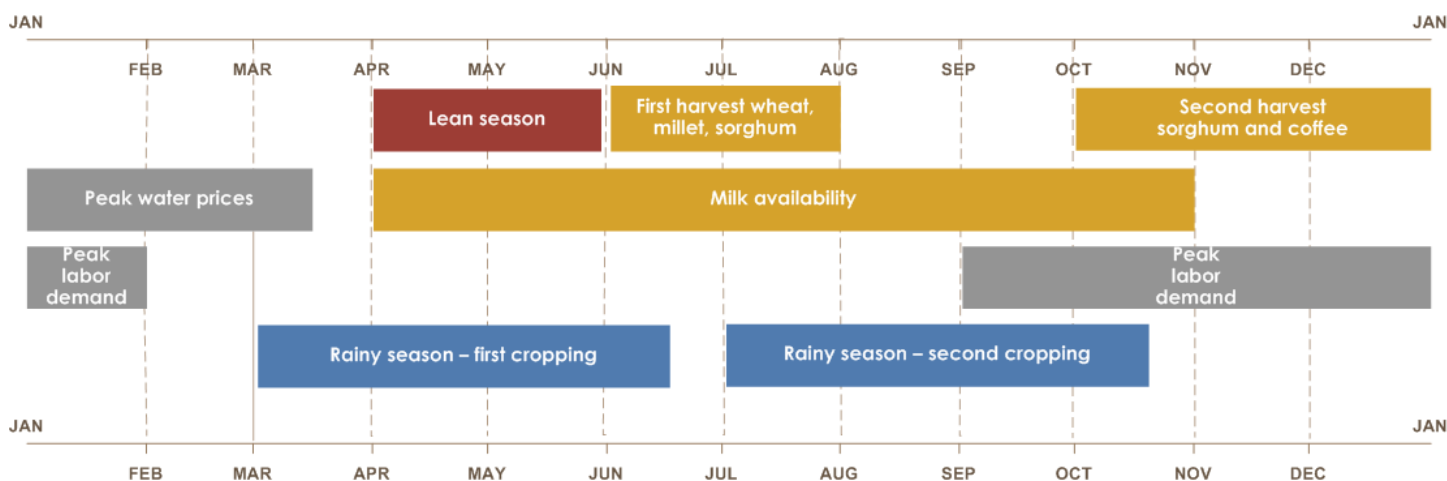 JAN JAN
FEB MAR APR MAY JUN JUL AUG SEP OCT NOV DEC
Lean season
First harvest wheat,
millet, sorghum
Second harvest
sorghum and coffee
Peak water prices
Milk availability
Peak
labor
demand
Peak
labor
demand
Rainy season – first cropping
Rainy season – second cropping
JAN JAN
FEB MAR APR MAY JUN JUL AUG SEP OCT NOV DEC